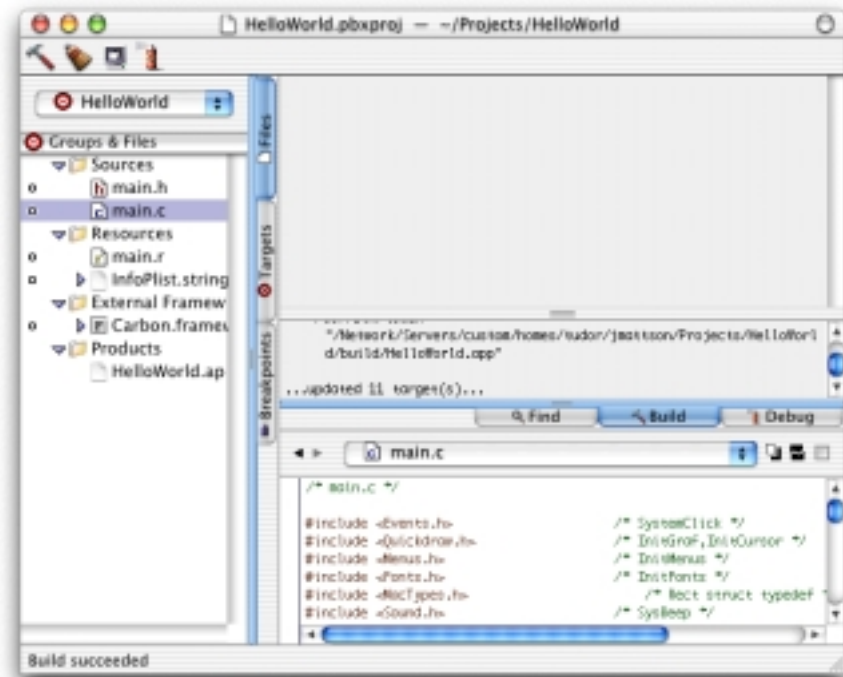 HelloWorld.pbxproj — ~/Projects/HelloWorld
HelloWorld
Groups & Files
Sources
main.h
main.c
Resources
main.r
InfoPlist.string
External Framew
Carbon.framew
Products
HelloWorld.ap
Files
Targets
Breakpoints
"/Network/Servers/custom/homes/tudor/jmattson/Projects/HelloWorl
d/build/HelloWorld.app"
...updated 11 target(s)...
Find Build Debug
main.c
/* main.c */
#include <Events.h> /* SystemClick */
#include <Quickdraw.h> /* InitGraf,InitCursor */
#include <Menus.h> /* InitMenus */
#include <Fonts.h> /* InitFonts */
#include <MacTypes.h> /* Rect struct typedef
#include <Sound.h> /* SysBeep */
Build succeeded